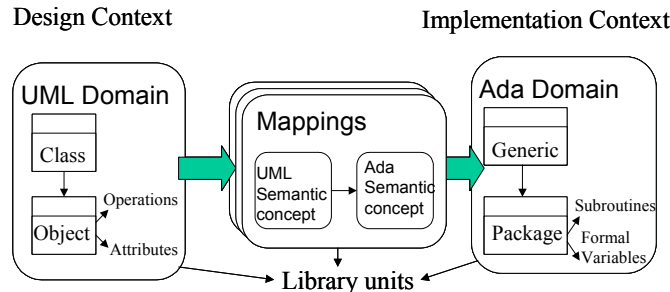 Design Context
Implementation Context
UML Domain
Class
Object
Operations
Attributes
Mappings
UML
Semantic
concept
Ada
Semantic
concept
Ada Domain
Generic
Package
Subroutines
Formal
Variables
Library units